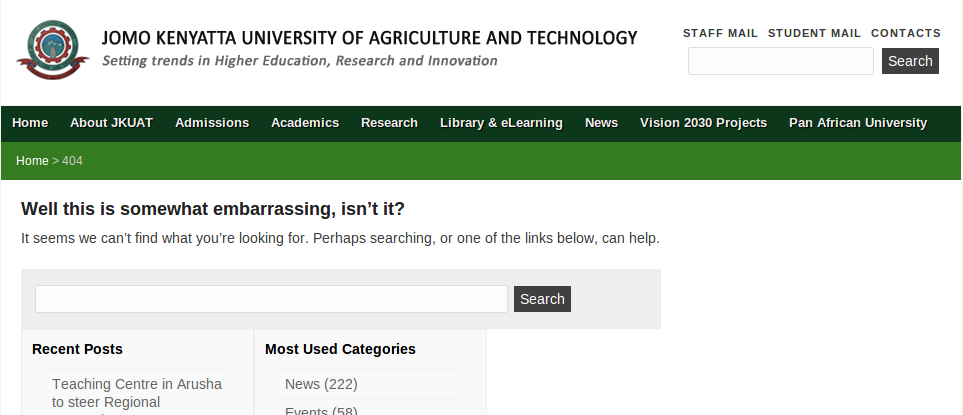 JOMO KENYATTA UNIVERSITY OF AGRICULTURE AND TECHNOLOGY
Setting trends in Higher Education, Research and Innovation
STAFF MAIL STUDENT MAIL CONTACTS
Search
Home About JKUAT Admissions Academics Research Library & eLearning News Vision 2030 Projects Pan African University
Home > 404
Well this is somewhat embarrassing, isn’t it?
It seems we can’t find what you’re looking for. Perhaps searching, or one of the links below, can help.
Search
Recent Posts
Teaching Centre in Arusha
to steer Regional
Most Used Categories
News (222)
Events (58)